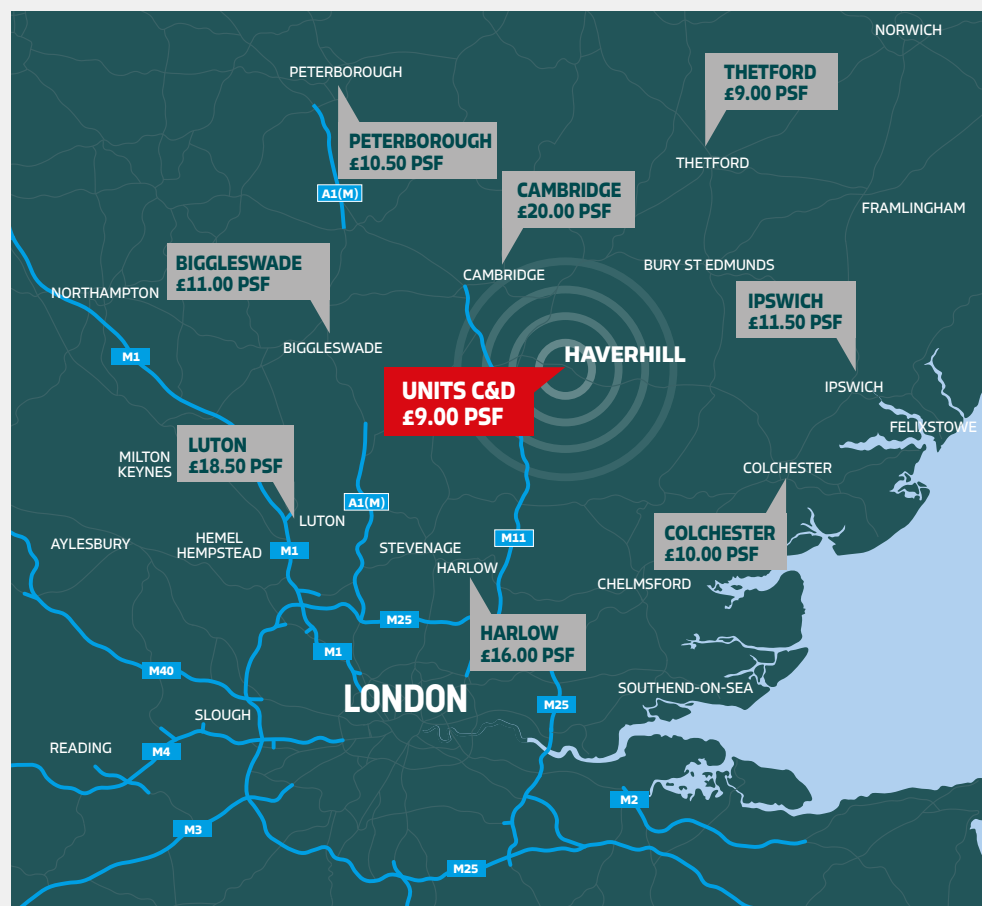 NORWICH
PETERBOROUGH
THETFORD
£9.00 PSF
PETERBOROUGH
£10.50 PSF
THETFORD
A1(M)
CAMBRIDGE
£20.00 PSF
FRAMLINGHAM
BIGGLESWADE
£11.00 PSF
CAMBRIDGE
BURY ST EDMUNDS
NORTHAMPTON
IPSWICH
£11.50 PSF
BIGGLESWADE
M1
HAVERHILL
UNITS C&D
£9.00 PSF
IPSWICH
FELIXSTOWE
LUTON
£18.50 PSF
MILTON
KEYNES
COLCHESTER
A1(M)
LUTON
COLCHESTER
£10.00 PSF
AYLESBURY
HEMEL
HEMPSTEAD
M1
STEVENAGE
M11
HARLOW
CHELMSFORD
M25
HARLOW
£16.00 PSF
M1
M40
LONDON
SOUTHEND-ON-SEA
M25
SLOUGH
READING
M4
M2
M3
M25